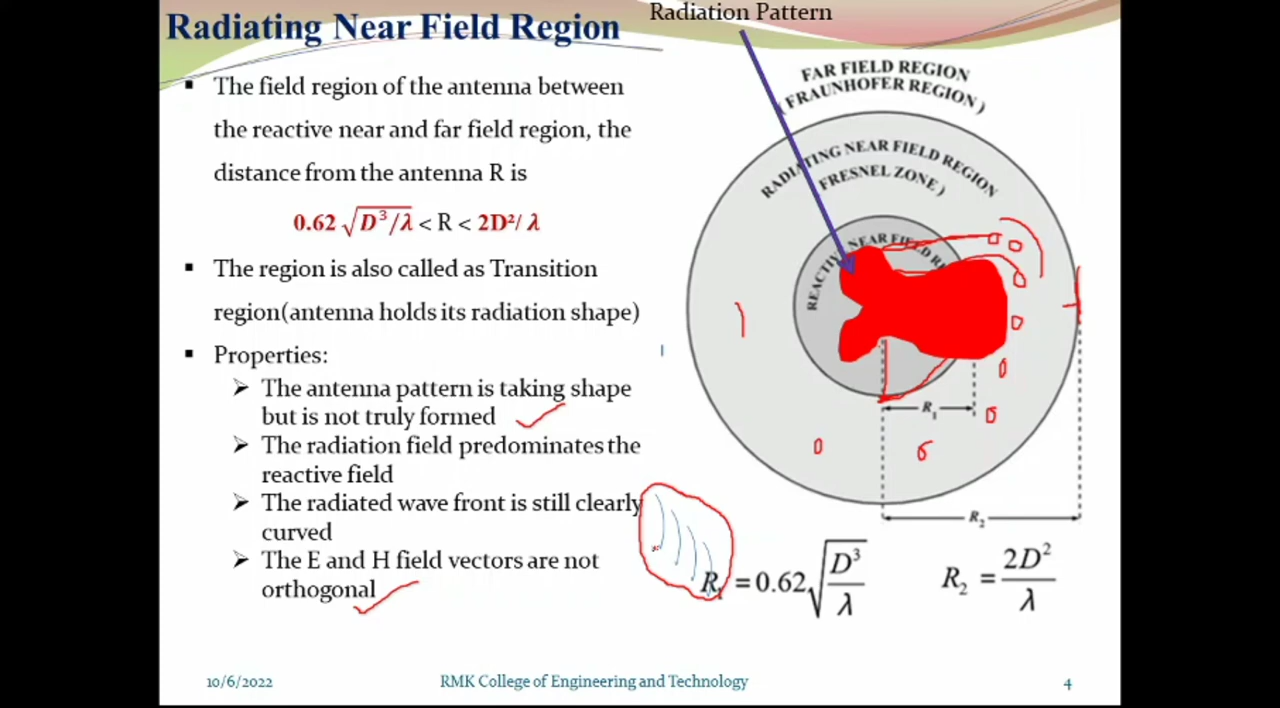 Radiating Near Field Region
Radiation Pattern
▪ The field region of the antenna between
the reactive near and far field region, the
distance from the antenna R is
0.62 √D³/λ < R < 2D²/ λ
▪ The region is also called as Transition
region(antenna holds its radiation shape)
▪ Properties:
➢ The antenna pattern is taking shape
but is not truly formed
➢ The radiation field predominates the
reactive field
➢ The radiated wave front is still clearly
curved
➢ The E and H field vectors are not
orthogonal
FAR FIELD REGION
( FRAUNHOFER REGION )
RADIATING NEAR FIELD REGION
FRESNEL ZONE )
REACTIVE NEAR FIELD RE
R₁
R₂
R₁ = 0.62 √D³/λ
R₂ = 2D²/λ
10/6/2022
RMK College of Engineering and Technology
4